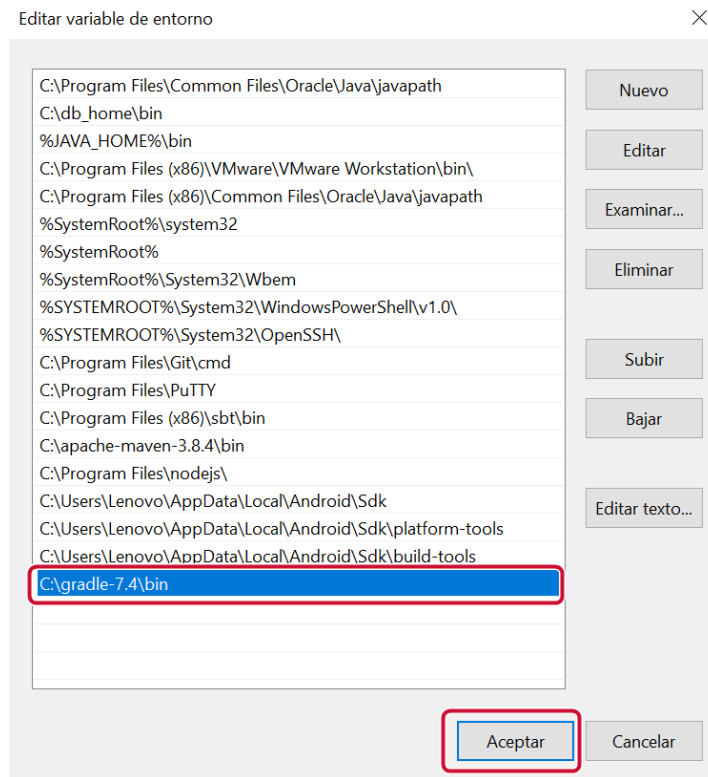 Editar variable de entorno
C:\Program Files\Common Files\Oracle\Java\javapath
C:\db_home\bin
%JAVA_HOME%\bin
C:\Program Files (x86)\VMware\VMware Workstation\bin\
C:\Program Files (x86)\Common Files\Oracle\Java\javapath
%SystemRoot%\system32
%SystemRoot%
%SystemRoot%\System32\Wbem
%SYSTEMROOT%\System32\WindowsPowerShell\v1.0\
%SYSTEMROOT%\System32\OpenSSH\
C:\Program Files\Git\cmd
C:\Program Files\PuTTY
C:\Program Files (x86)\sbt\bin
C:\apache-maven-3.8.4\bin
C:\Program Files\nodejs\
C:\Users\Lenovo\AppData\Local\Android\Sdk
C:\Users\Lenovo\AppData\Local\Android\Sdk\platform-tools
C:\Users\Lenovo\AppData\Local\Android\Sdk\build-tools
C:\gradle-7.4\bin
Nuevo
Editar
Examinar...
Eliminar
Subir
Bajar
Editar texto...
Aceptar
Cancelar